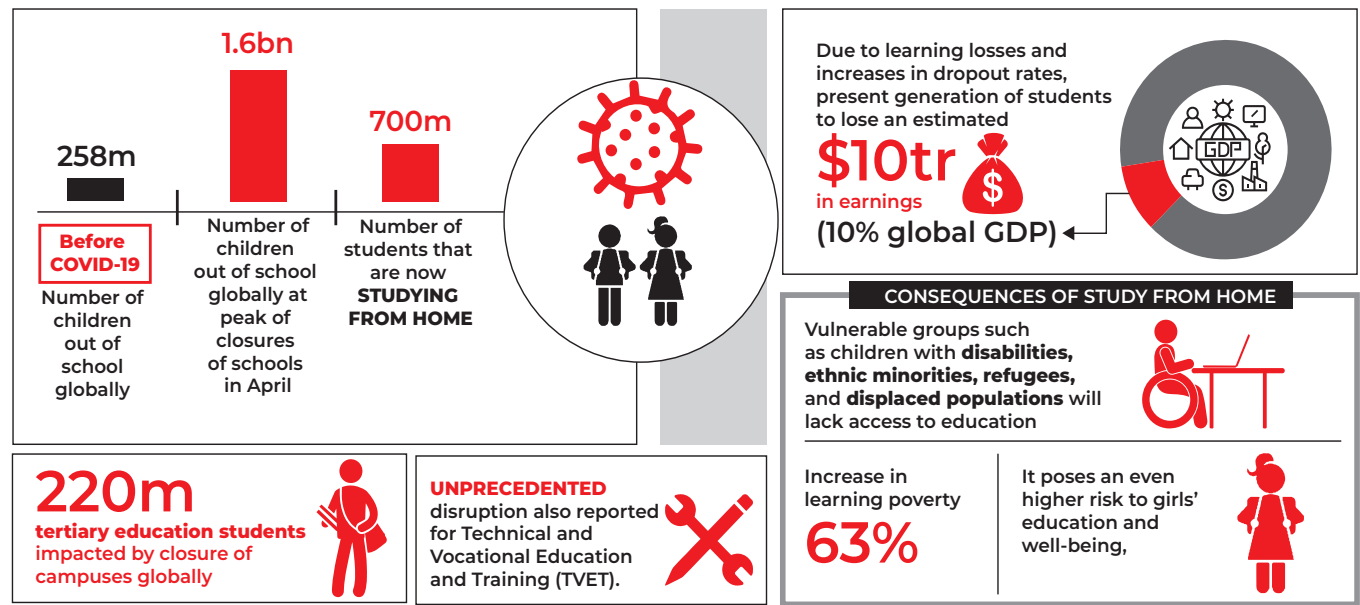 258m
Before
COVID-19
Number of
children
out of
school
globally
1.6bn
Number of
children
out of school
globally at
peak of
closures
of schools
in April
700m
Number of
students that
are now
STUDYING
FROM HOME
Due to learning losses and
increases in dropout rates,
present generation of students
to lose an estimated
$10tr
$
in earnings
(10% global GDP)
GDP
$
220m
tertiary education students
impacted by closure of
campuses globally
UNPRECEDENTED
disruption also reported
for Technical and
Vocational Education
and Training (TVET).
CONSEQUENCES OF STUDY FROM HOME
Vulnerable groups such
as children with disabilities,
ethnic minorities, refugees,
and displaced populations will
lack access to education
Increase in
learning poverty
63%
It poses an even
higher risk to girls’
education and
well-being,